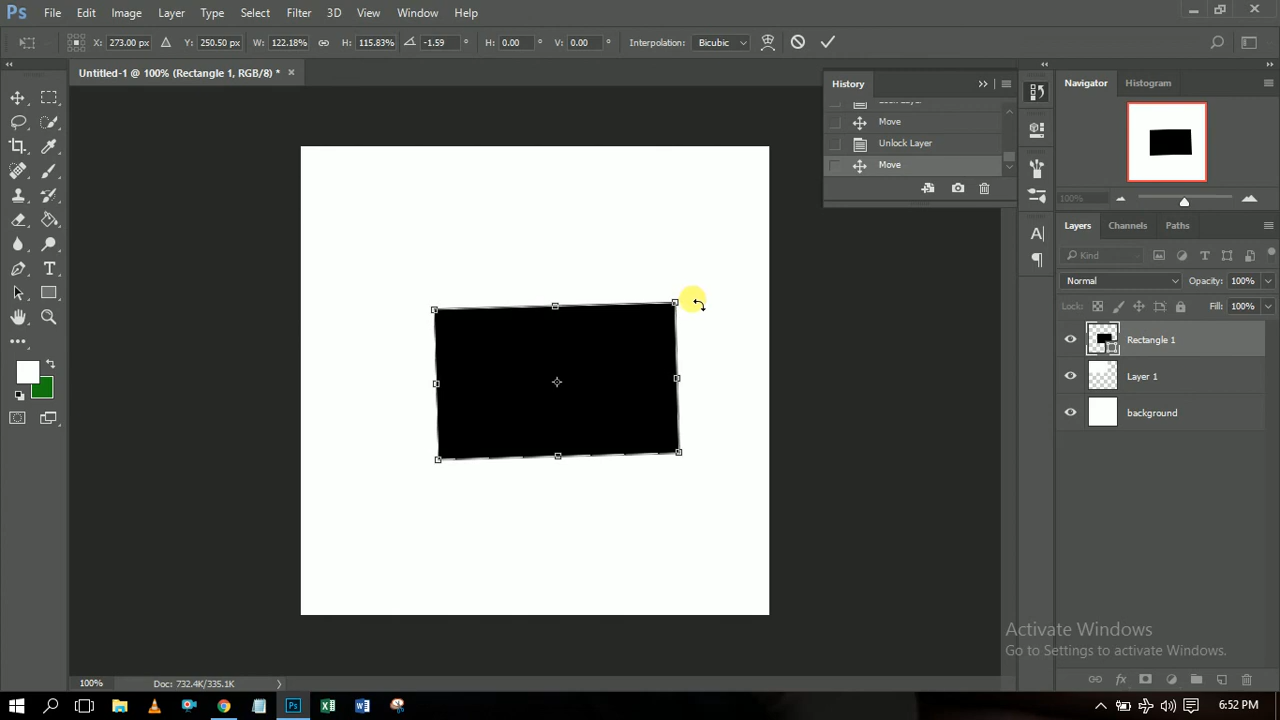 Ps File Edit Image Layer Type Select Filter 3D View Window Help
X: 273.00 px Y: 250.50 px W: 122.18% H: 115.83% -1.59 ° H: 0.00 ° V: 0.00 ° Interpolation: Bicubic
Untitled-1 @ 100% (Rectangle 1, RGB/8) * ×
History
Move
Unlock Layer
Move
Navigator Histogram
100%
Layers Channels Paths
Kind
Normal Opacity: 100%
Lock: Fill: 100%
Rectangle 1
Layer 1
background
Activate Windows
Go to Settings to activate Windows.
100% Doc: 732.4K/335.1K
6:52 PM